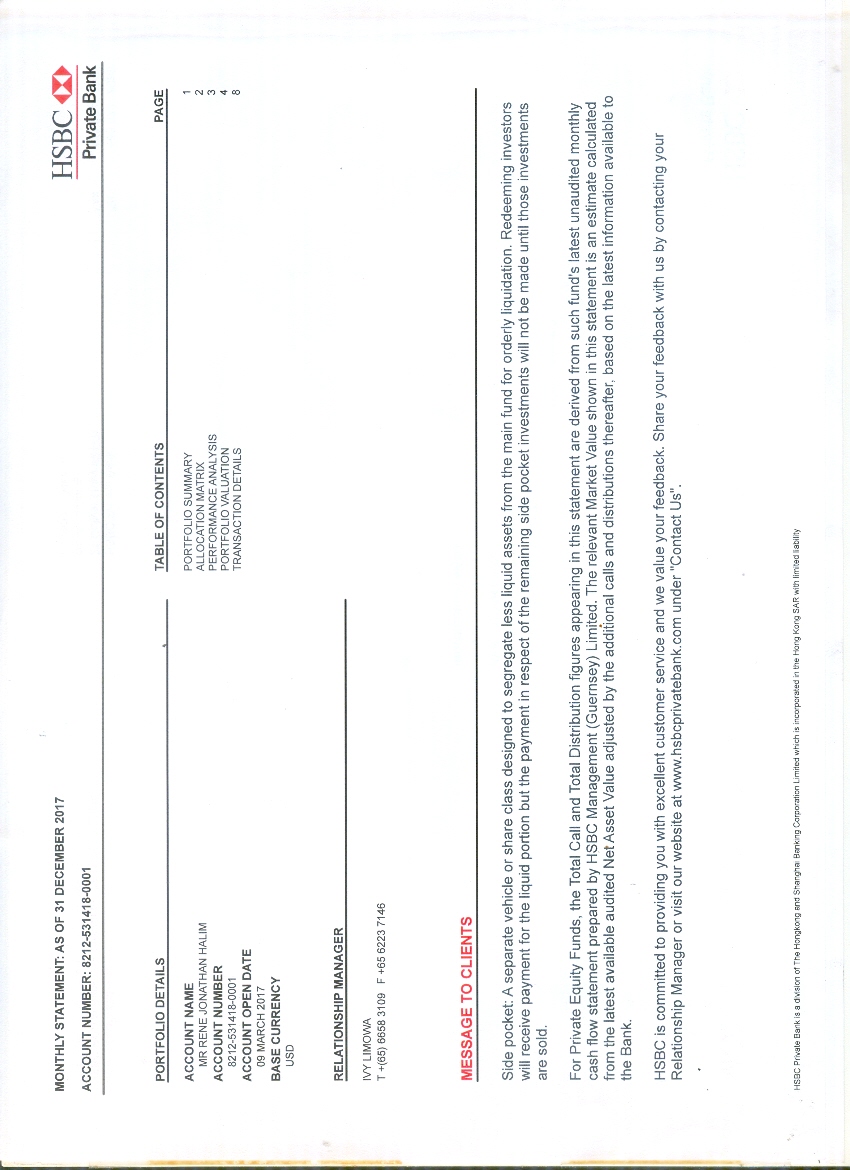 HSBC
Private Bank
MONTHLY STATEMENT: AS OF 31 DECEMBER 2017
ACCOUNT NUMBER: 8212-531418-0001
PORTFOLIO DETAILS
ACCOUNT NAME
MR RENE JONATHAN HALIM
ACCOUNT NUMBER
8212-531418-0001
ACCOUNT OPEN DATE
09 MARCH 2017
BASE CURRENCY
USD
TABLE OF CONTENTS PAGE
PORTFOLIO SUMMARY 1
ALLOCATION MATRIX 2
PERFORMANCE ANALYSIS 3
PORTFOLIO VALUATION 4
TRANSACTION DETAILS 8
RELATIONSHIP MANAGER
IVY LIMOWA
T +(65) 6658 3109 F +65 6223 7146
MESSAGE TO CLIENTS
Side pocket: A separate vehicle or share class designed to segregate less liquid assets from the main fund for orderly liquidation. Redeeming investors
will receive payment for the liquid portion but the payment in respect of the remaining side pocket investments will not be made until those investments
are sold.
For Private Equity Funds, the Total Call and Total Distribution figures appearing in this statement are derived from such fund's latest unaudited monthly
cash flow statement prepared by HSBC Management (Guernsey) Limited. The relevant Market Value shown in this statement is an estimate calculated
from the latest available audited Net Asset Value adjusted by the additional calls and distributions thereafter, based on the latest information available to
the Bank.
HSBC is committed to providing you with excellent customer service and we value your feedback. Share your feedback with us by contacting your
Relationship Manager or visit our website at www.hsbcprivatebank.com under "Contact Us".
HSBC Private Bank is a division of The Hongkong and Shanghai Banking Corporation Limited which is incorporated in the Hong Kong SAR with limited liability